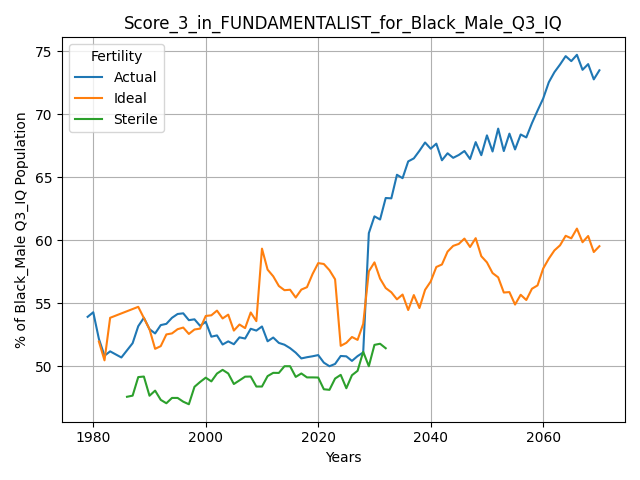 Score_3_in_FUNDAMENTALIST_for_Black_Male_Q3_IQ
% of Black_Male Q3_IQ Population
75
70
65
60
55
50
Fertility
Actual
Ideal
Sterile
1980
2000
2020
2040
2060
Years